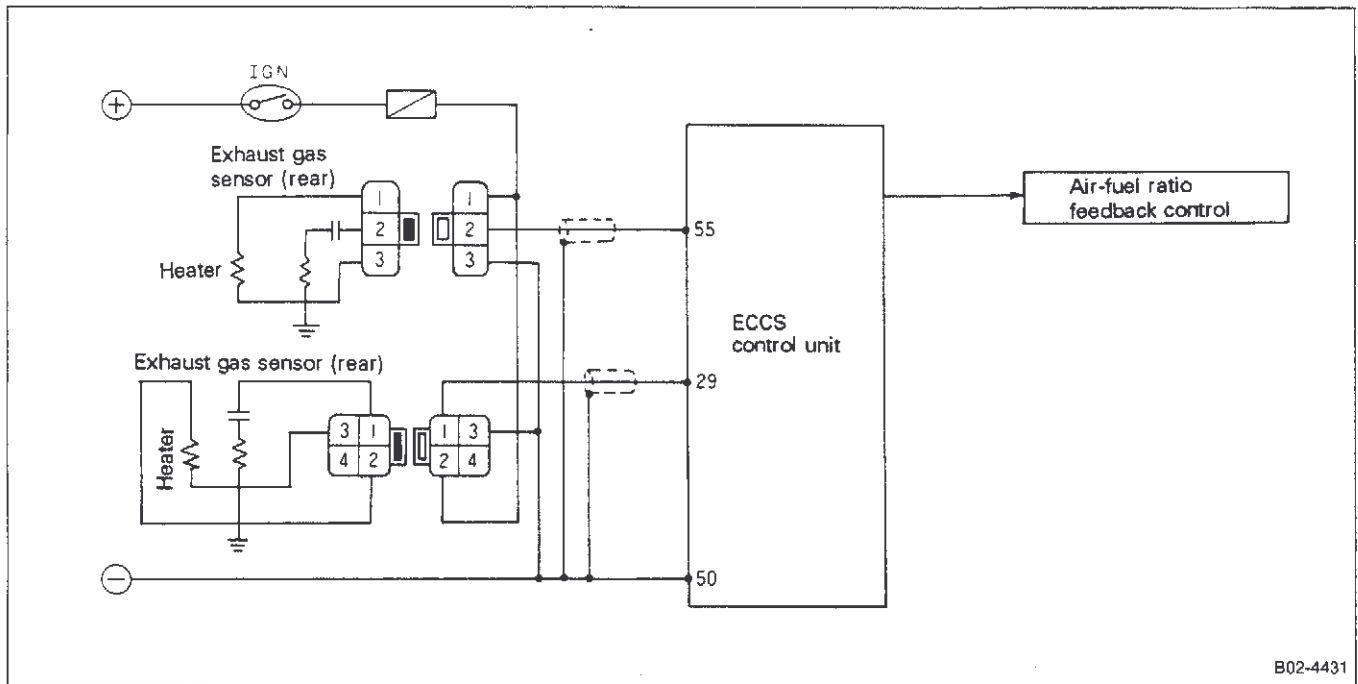 IGN
+
Exhaust gas
sensor (rear)
1
2
3
1
2
3
Heater
55
Air-fuel ratio
feedback control
ECCS
control unit
Exhaust gas sensor (rear)
29
Heater
3 1
4 2
1 3
2 4
−
50
B02-4431